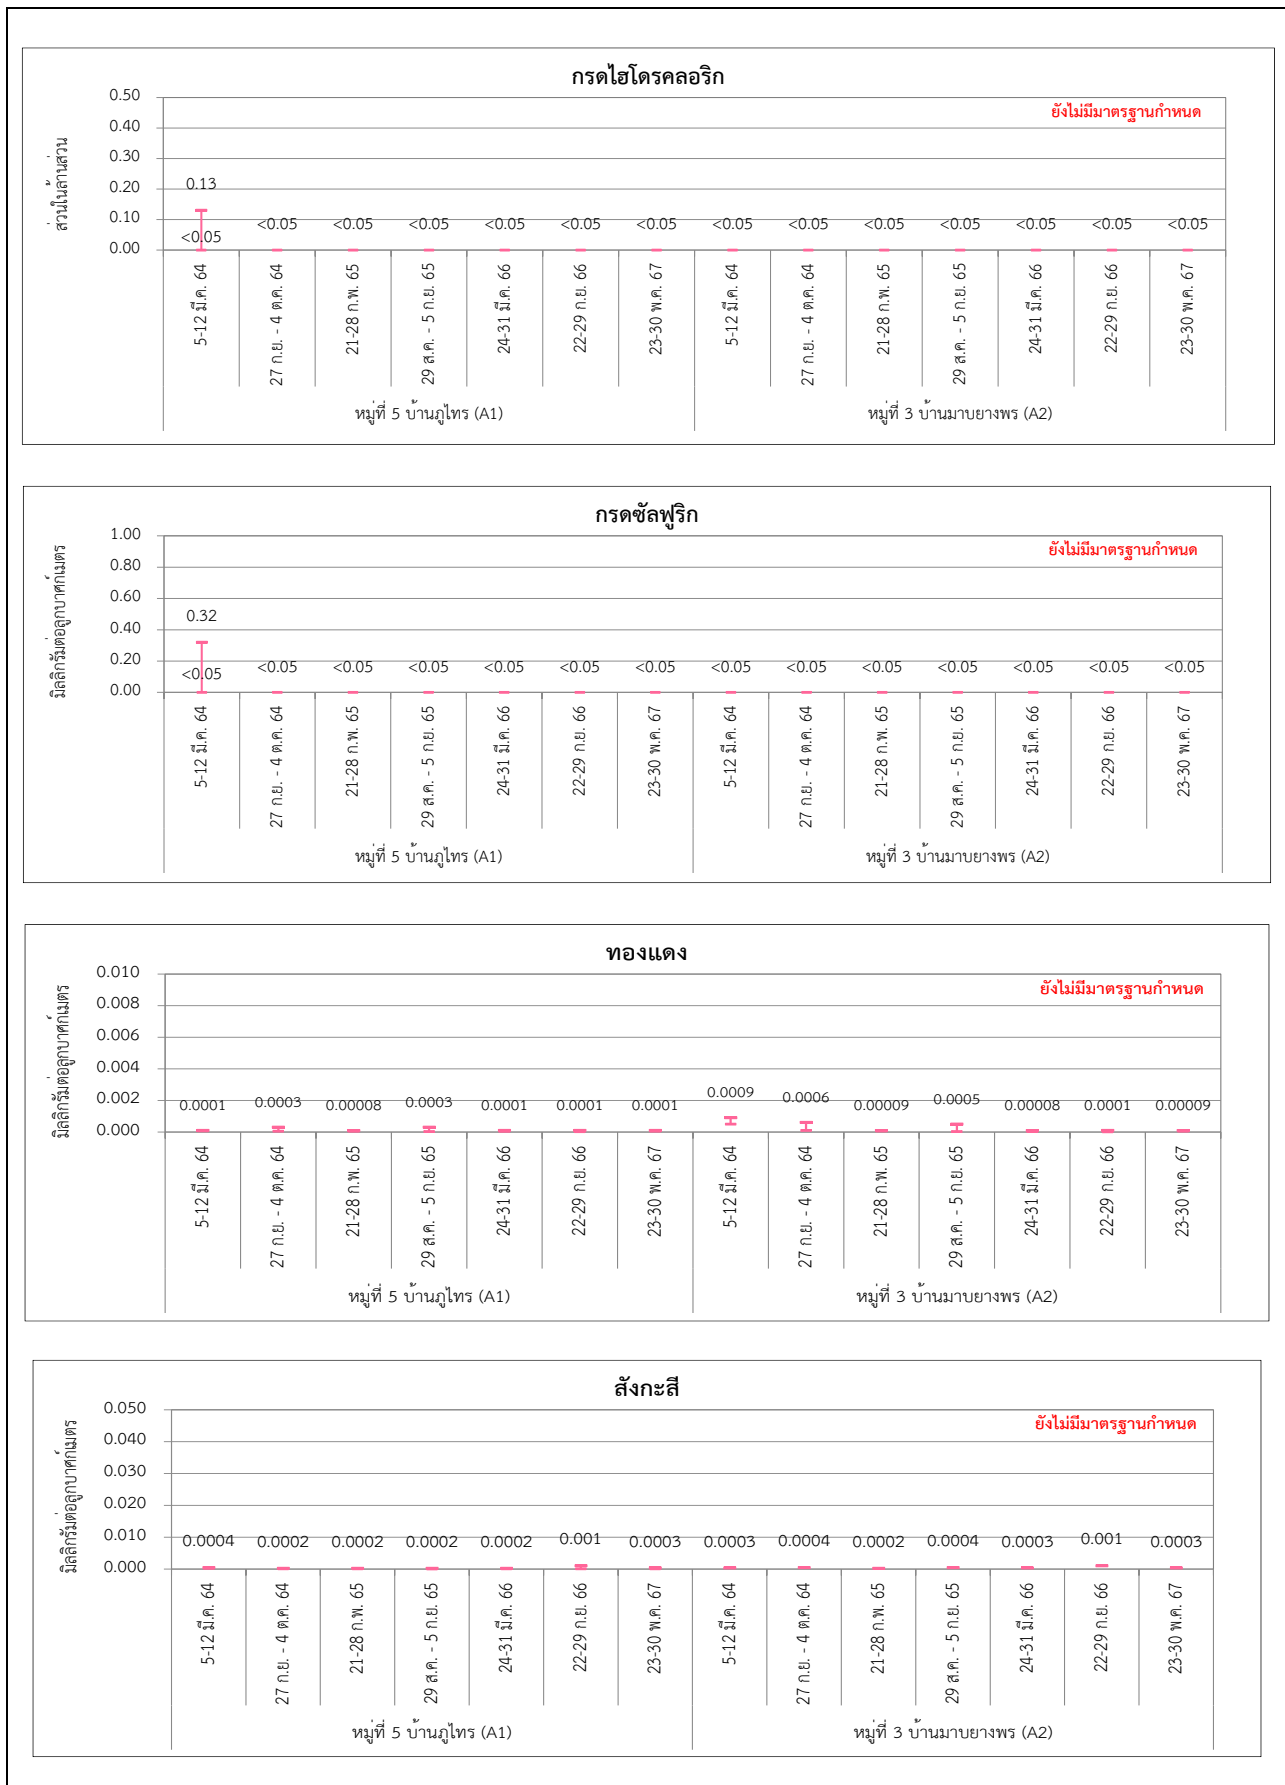 กรดไฮโดรคลอริก
ส่วนในล้านส่วน
ยังไม่มีมาตรฐานกำหนด
0.50
0.40
0.30
0.20
0.10
0.00
0.13
<0.05 <0.05 <0.05 <0.05 <0.05 <0.05 <0.05 <0.05 <0.05 <0.05 <0.05 <0.05 <0.05 <0.05
5-12 มี.ค. 64
27 ก.ย. - 4 ต.ค. 64
21-28 ก.พ. 65
29 ส.ค. - 5 ก.ย. 65
24-31 มี.ค. 66
22-29 ก.ย. 66
23-30 พ.ค. 67
5-12 มี.ค. 64
27 ก.ย. - 4 ต.ค. 64
21-28 ก.พ. 65
29 ส.ค. - 5 ก.ย. 65
24-31 มี.ค. 66
22-29 ก.ย. 66
23-30 พ.ค. 67
หมู่ที่ 5 บ้านภูไทร (A1) หมู่ที่ 3 บ้านมาบยางพร (A2)
กรดซัลฟูริก
มิลลิกรัมต่อลูกบาศก์เมตร
ยังไม่มีมาตรฐานกำหนด
1.00
0.80
0.60
0.40
0.20
0.00
0.32
<0.05 <0.05 <0.05 <0.05 <0.05 <0.05 <0.05 <0.05 <0.05 <0.05 <0.05 <0.05 <0.05 <0.05
5-12 มี.ค. 64
27 ก.ย. - 4 ต.ค. 64
21-28 ก.พ. 65
29 ส.ค. - 5 ก.ย. 65
24-31 มี.ค. 66
22-29 ก.ย. 66
23-30 พ.ค. 67
5-12 มี.ค. 64
27 ก.ย. - 4 ต.ค. 64
21-28 ก.พ. 65
29 ส.ค. - 5 ก.ย. 65
24-31 มี.ค. 66
22-29 ก.ย. 66
23-30 พ.ค. 67
หมู่ที่ 5 บ้านภูไทร (A1) หมู่ที่ 3 บ้านมาบยางพร (A2)
ทองแดง
มิลลิกรัมต่อลูกบาศก์เมตร
ยังไม่มีมาตรฐานกำหนด
0.010
0.008
0.006
0.004
0.002
0.000
0.0001 0.0003 0.00008 0.0003 0.0001 0.0001 0.0001 0.0009 0.0006 0.00009 0.0005 0.00008 0.0001 0.00009
5-12 มี.ค. 64
27 ก.ย. - 4 ต.ค. 64
21-28 ก.พ. 65
29 ส.ค. - 5 ก.ย. 65
24-31 มี.ค. 66
22-29 ก.ย. 66
23-30 พ.ค. 67
5-12 มี.ค. 64
27 ก.ย. - 4 ต.ค. 64
21-28 ก.พ. 65
29 ส.ค. - 5 ก.ย. 65
24-31 มี.ค. 66
22-29 ก.ย. 66
23-30 พ.ค. 67
หมู่ที่ 5 บ้านภูไทร (A1) หมู่ที่ 3 บ้านมาบยางพร (A2)
สังกะสี
มิลลิกรัมต่อลูกบาศก์เมตร
ยังไม่มีมาตรฐานกำหนด
0.050
0.040
0.030
0.020
0.010
0.000
0.0004 0.0002 0.0002 0.0002 0.0002 0.001 0.0003 0.0003 0.0004 0.0002 0.0004 0.0003 0.001 0.0003
5-12 มี.ค. 64
27 ก.ย. - 4 ต.ค. 64
21-28 ก.พ. 65
29 ส.ค. - 5 ก.ย. 65
24-31 มี.ค. 66
22-29 ก.ย. 66
23-30 พ.ค. 67
5-12 มี.ค. 64
27 ก.ย. - 4 ต.ค. 64
21-28 ก.พ. 65
29 ส.ค. - 5 ก.ย. 65
24-31 มี.ค. 66
22-29 ก.ย. 66
23-30 พ.ค. 67
หมู่ที่ 5 บ้านภูไทร (A1) หมู่ที่ 3 บ้านมาบยางพร (A2)